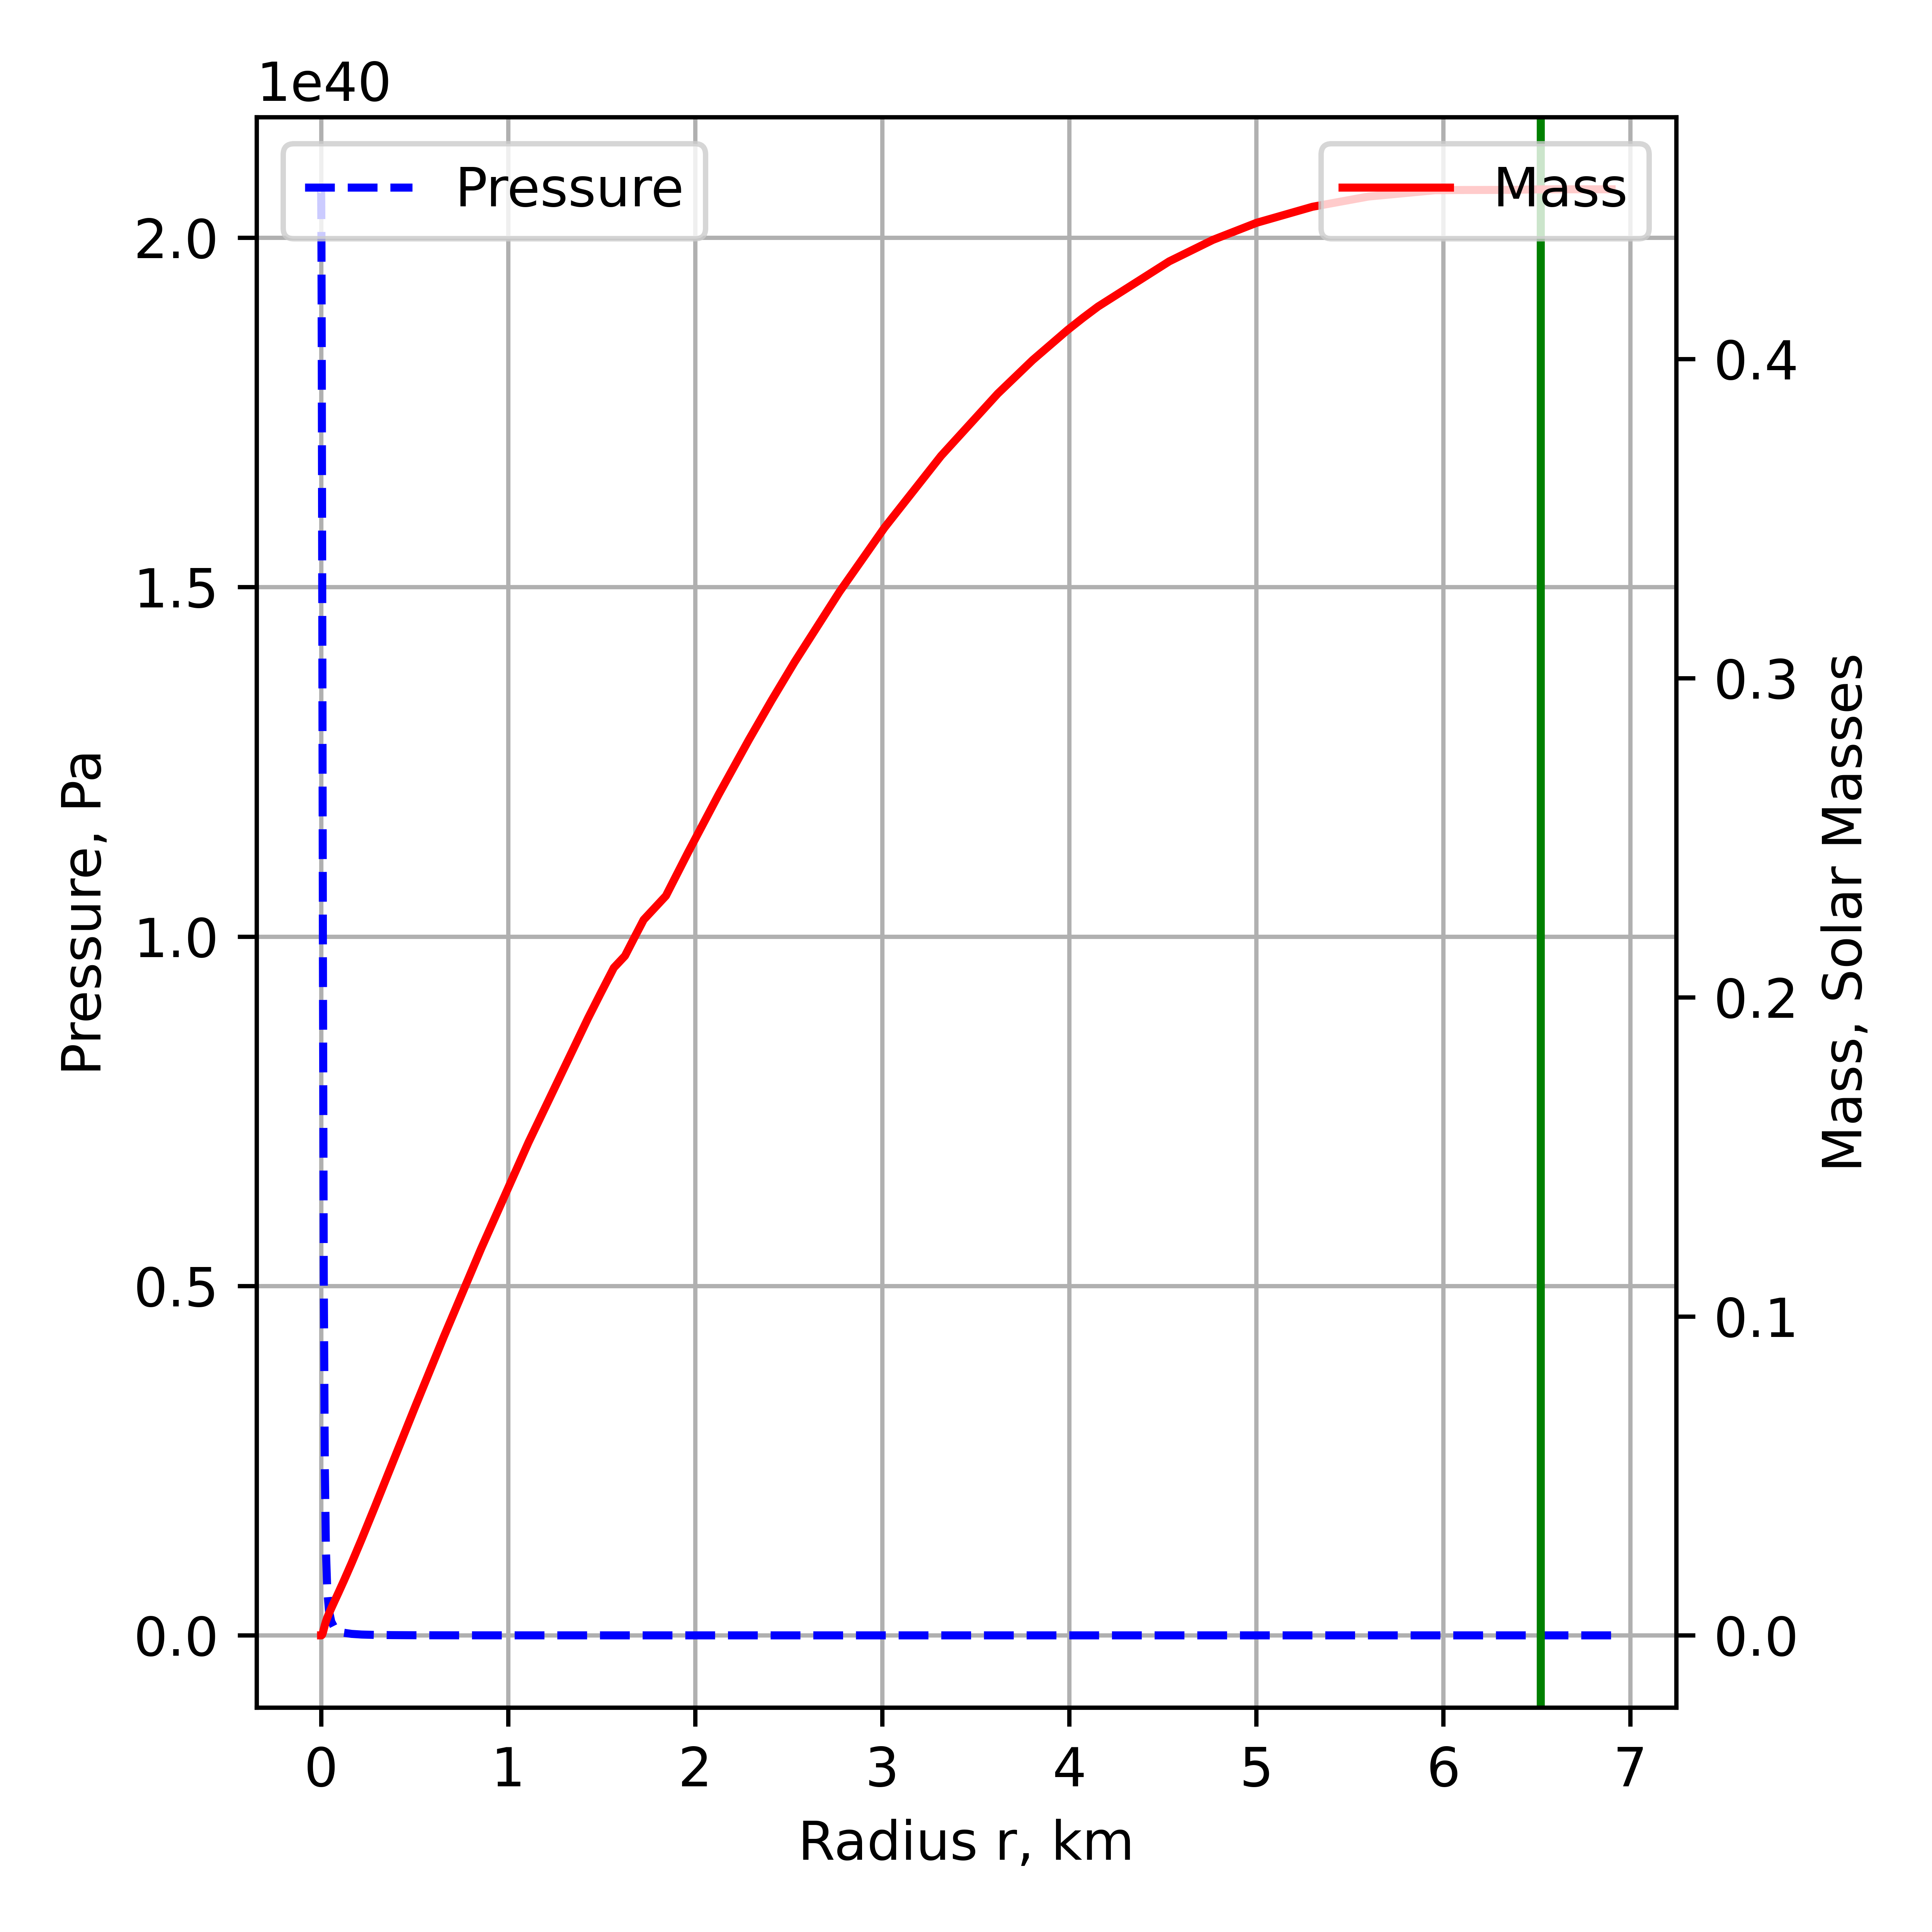 1e40
Pressure
Mass
2.0
1.5
1.0
0.5
0.0
Pressure, Pa
0.4
0.3
0.2
0.1
0.0
Mass, Solar Masses
0 1 2 3 4 5 6 7
Radius r, km